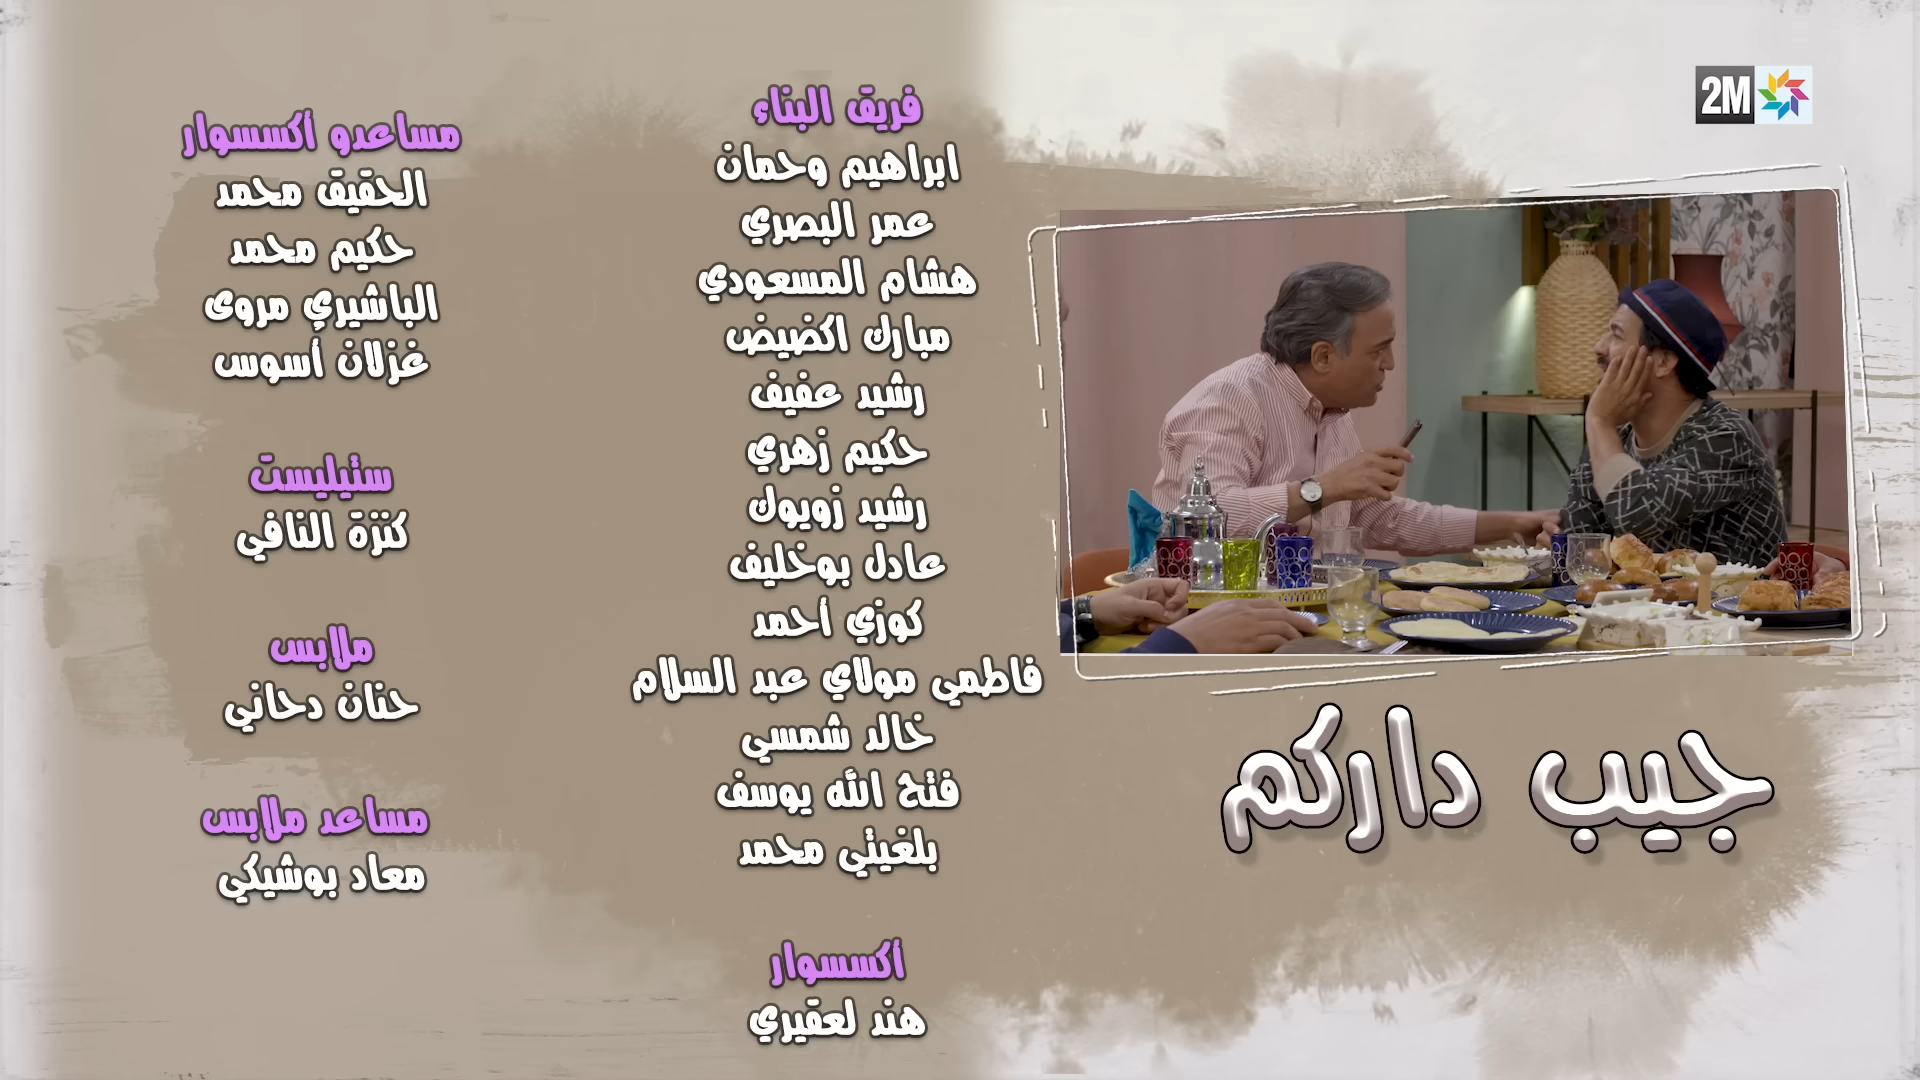 2M
فريق البناء
ابراهيم وحمان
عمر البصري
هشام المسعودي
مبارك اكضيض
رشيد عفيف
حكيم زهري
رشيد زويوك
عادل بوخليف
كوزي أحمد
فاطمي مولاي عبد السلام
خالد شمسي
فتح الله يوسف
بلغيتي محمد
أكسسوار
هند لعقيري
مساعدو أكسسوار
الحقيق محمد
حكيم محمد
الباشيري مروى
غزلان أسوس
ستيليست
كنزة النافي
ملابس
حنان دحاني
مساعد ملابس
معاد بوشيكي
جيب داركم